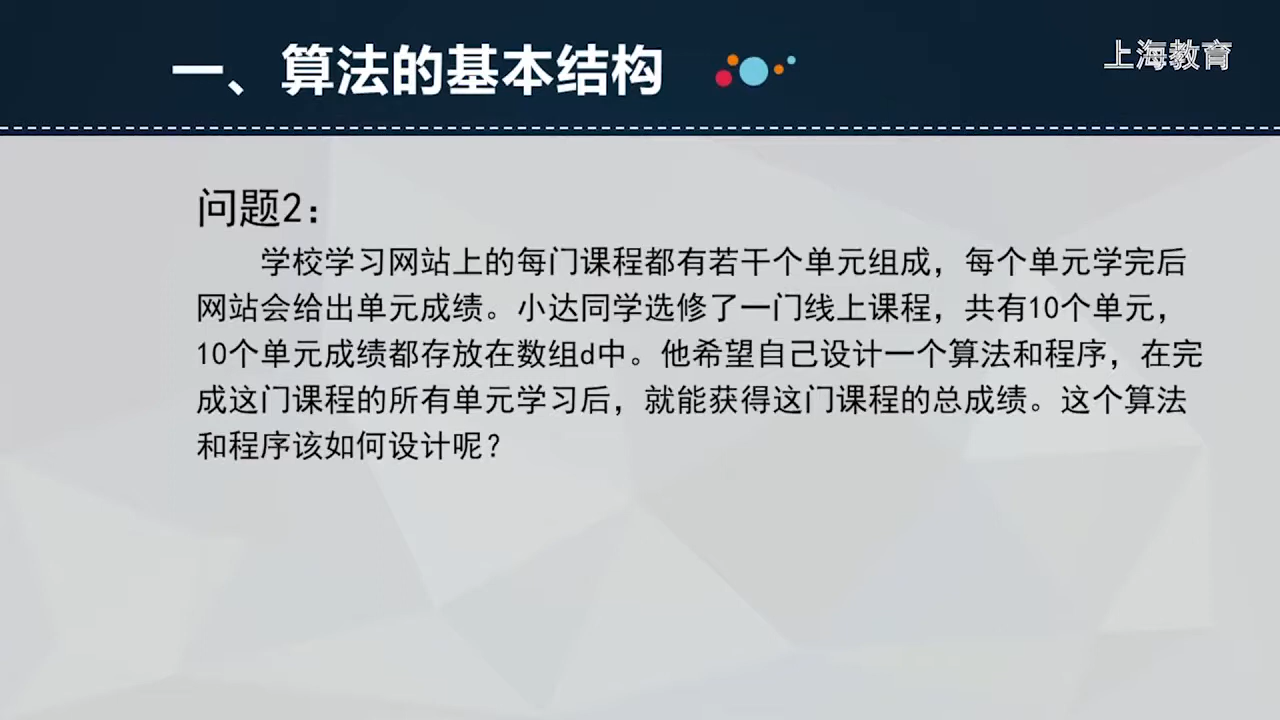 一、算法的基本结构
上海教育
问题2：
学校学习网站上的每门课程都有若干个单元组成，每个单元学完后
网站会给出单元成绩。小达同学选修了一门线上课程，共有10个单元，
10个单元成绩都存放在数组d中。他希望自己设计一个算法和程序，在完
成这门课程的所有单元学习后，就能获得这门课程的总成绩。这个算法
和程序该如何设计呢？